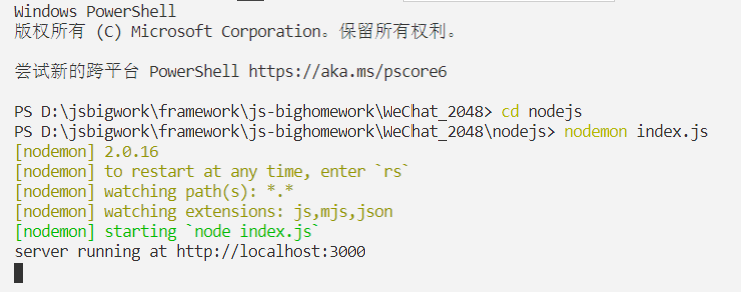 Windows PowerShell
版权所有 (C) Microsoft Corporation。保留所有权利。
尝试新的跨平台 PowerShell https://aka.ms/pscore6
PS D:\jsbigwork\framework\js-bighomework\WeChat_2048> cd nodejs
PS D:\jsbigwork\framework\js-bighomework\WeChat_2048\nodejs> nodemon index.js
[nodemon] 2.0.16
[nodemon] to restart at any time, enter `rs`
[nodemon] watching path(s): *.*
[nodemon] watching extensions: js,mjs,json
[nodemon] starting `node index.js`
server running at http://localhost:3000